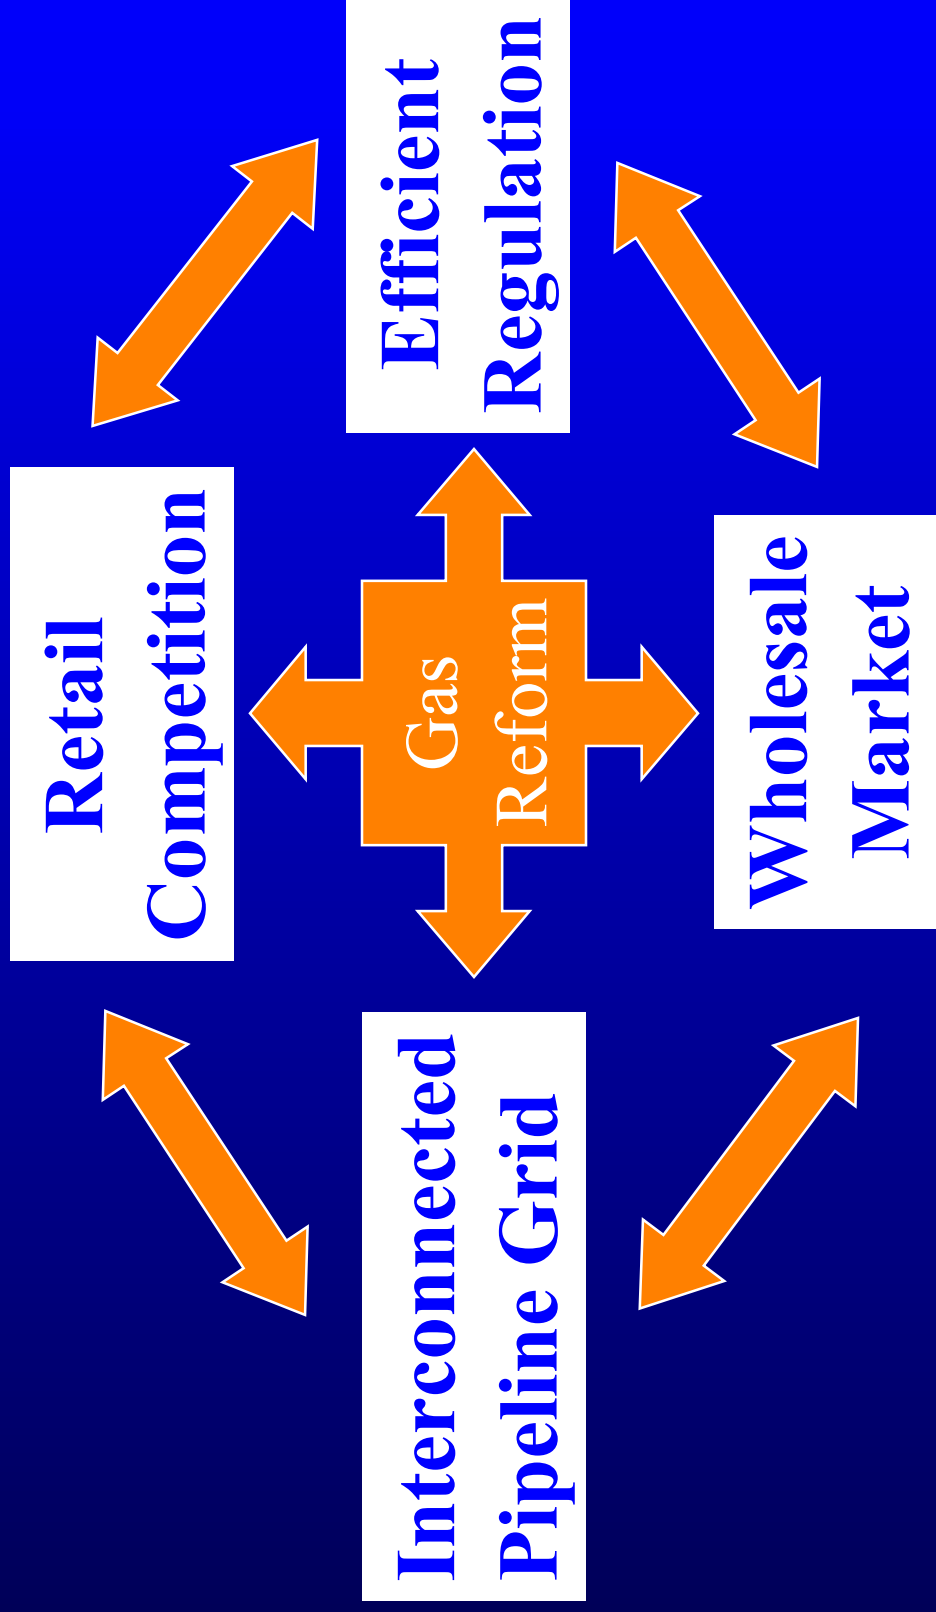 Retail
Competition
Interconnected
Pipeline Grid
Gas
Reform
Efficient
Regulation
Wholesale
Market